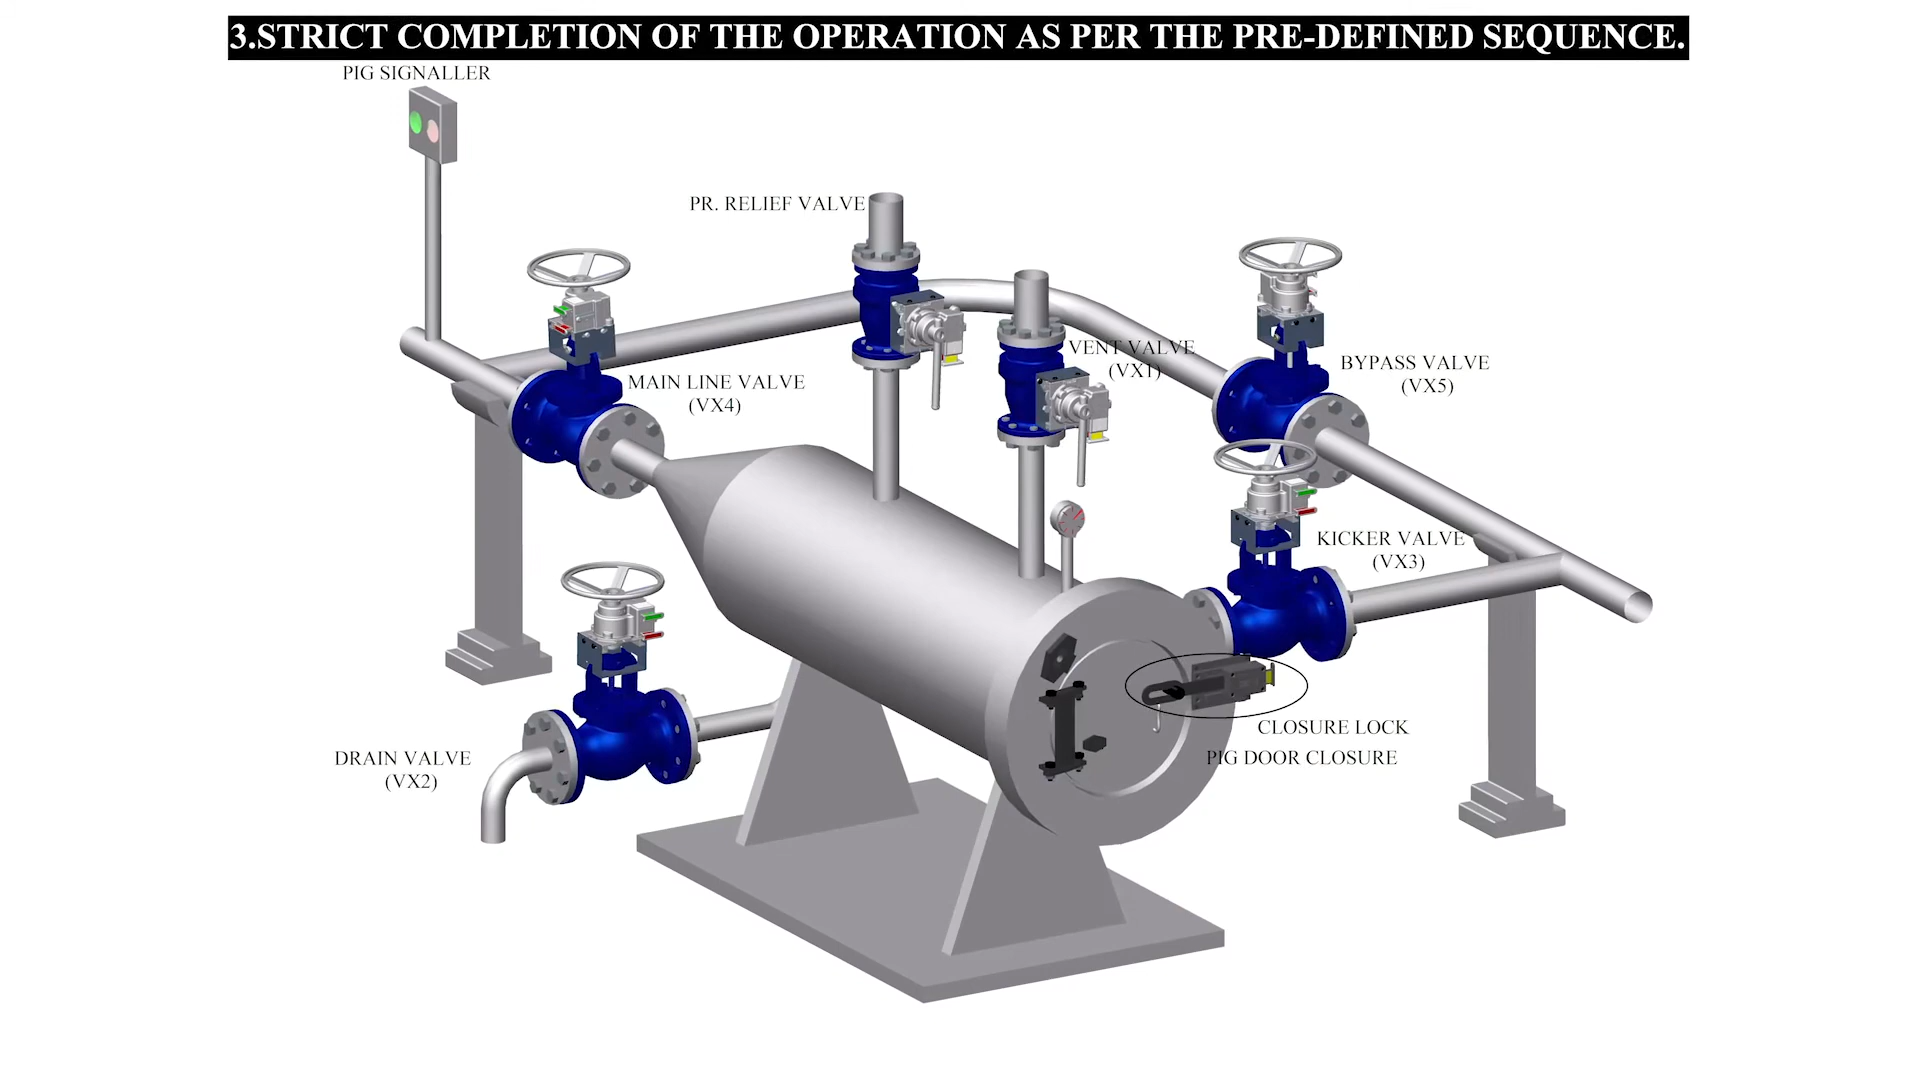 3.STRICT COMPLETION OF THE OPERATION AS PER THE PRE-DEFINED SEQUENCE.
PIG SIGNALLER
PR. RELIEF VALVE
VENT VALVE
(VX1)
BYPASS VALVE
(VX5)
MAIN LINE VALVE
(VX4)
KICKER VALVE
(VX3)
CLOSURE LOCK
PIG DOOR CLOSURE
DRAIN VALVE
(VX2)